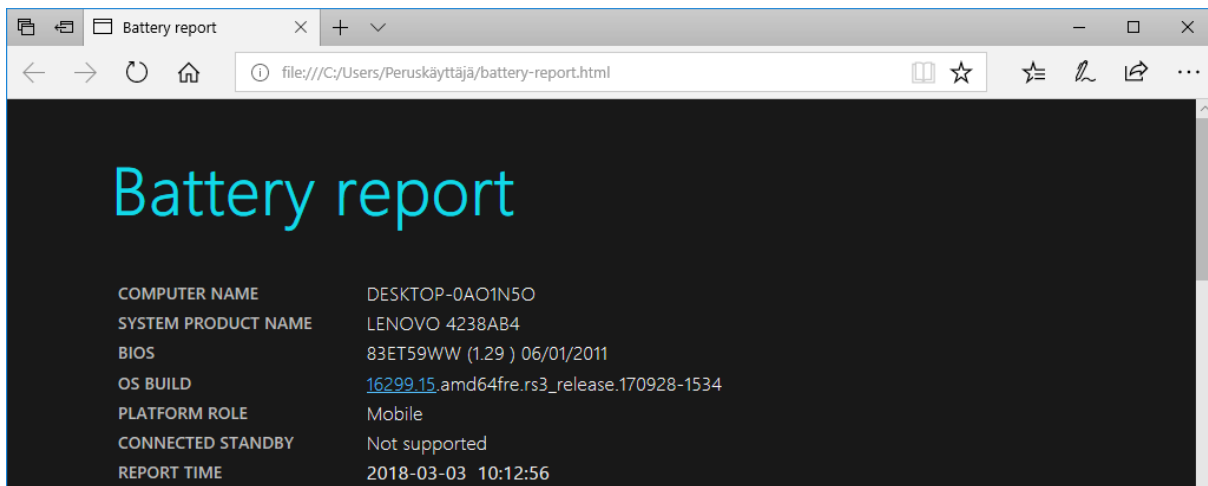 Battery report
file:///C:/Users/Peruskäyttäjä/battery-report.html
Battery report
COMPUTER NAME DESKTOP-0AO1N5O
SYSTEM PRODUCT NAME LENOVO 4238AB4
BIOS 83ET59WW (1.29 ) 06/01/2011
OS BUILD 16299.15.amd64fre.rs3_release.170928-1534
PLATFORM ROLE Mobile
CONNECTED STANDBY Not supported
REPORT TIME 2018-03-03 10:12:56